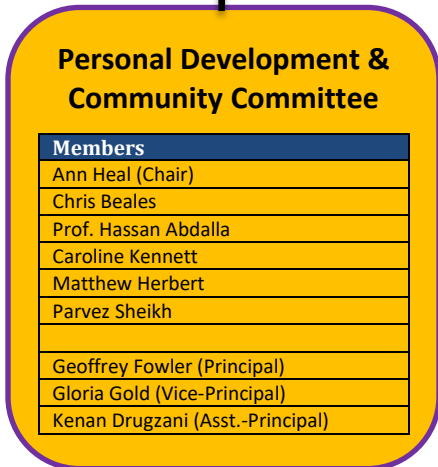 Personal Development &
Community Committee
Members
Ann Heal (Chair)
Chris Beales
Prof. Hassan Abdalla
Caroline Kennett
Matthew Herbert
Parvez Sheikh
Geoffrey Fowler (Principal)
Gloria Gold (Vice-Principal)
Kenan Drugzani (Asst.-Principal)